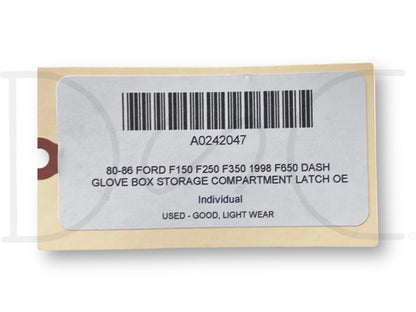 A0242047
80-86 FORD F150 F250 F350 1998 F650 DASH
GLOVE BOX STORAGE COMPARTMENT LATCH OE
Individual
USED - GOOD, LIGHT WEAR